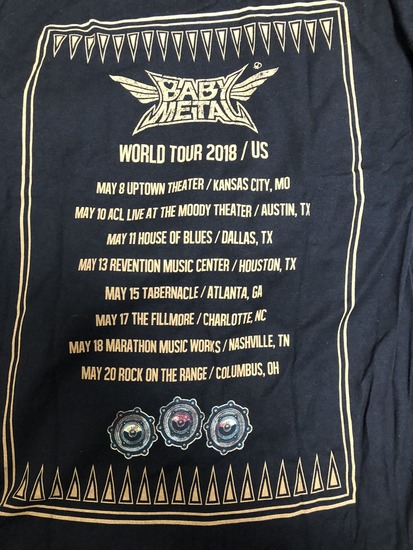 BABY
METAL
WORLD TOUR 2018 / US
MAY 8 UPTOWN THEATER / KANSAS CITY, MO
MAY 10 ACL LIVE AT THE MOODY THEATER / AUSTIN, TX
MAY 11 HOUSE OF BLUES / DALLAS, TX
MAY 13 REVENTION MUSIC CENTER / HOUSTON, TX
MAY 15 TABERNACLE / ATLANTA, GA
MAY 17 THE FILLMORE / CHARLOTTE, NC
MAY 18 MARATHON MUSIC WORKS / NASHVILLE, TN
MAY 20 ROCK ON THE RANGE / COLUMBUS, OH